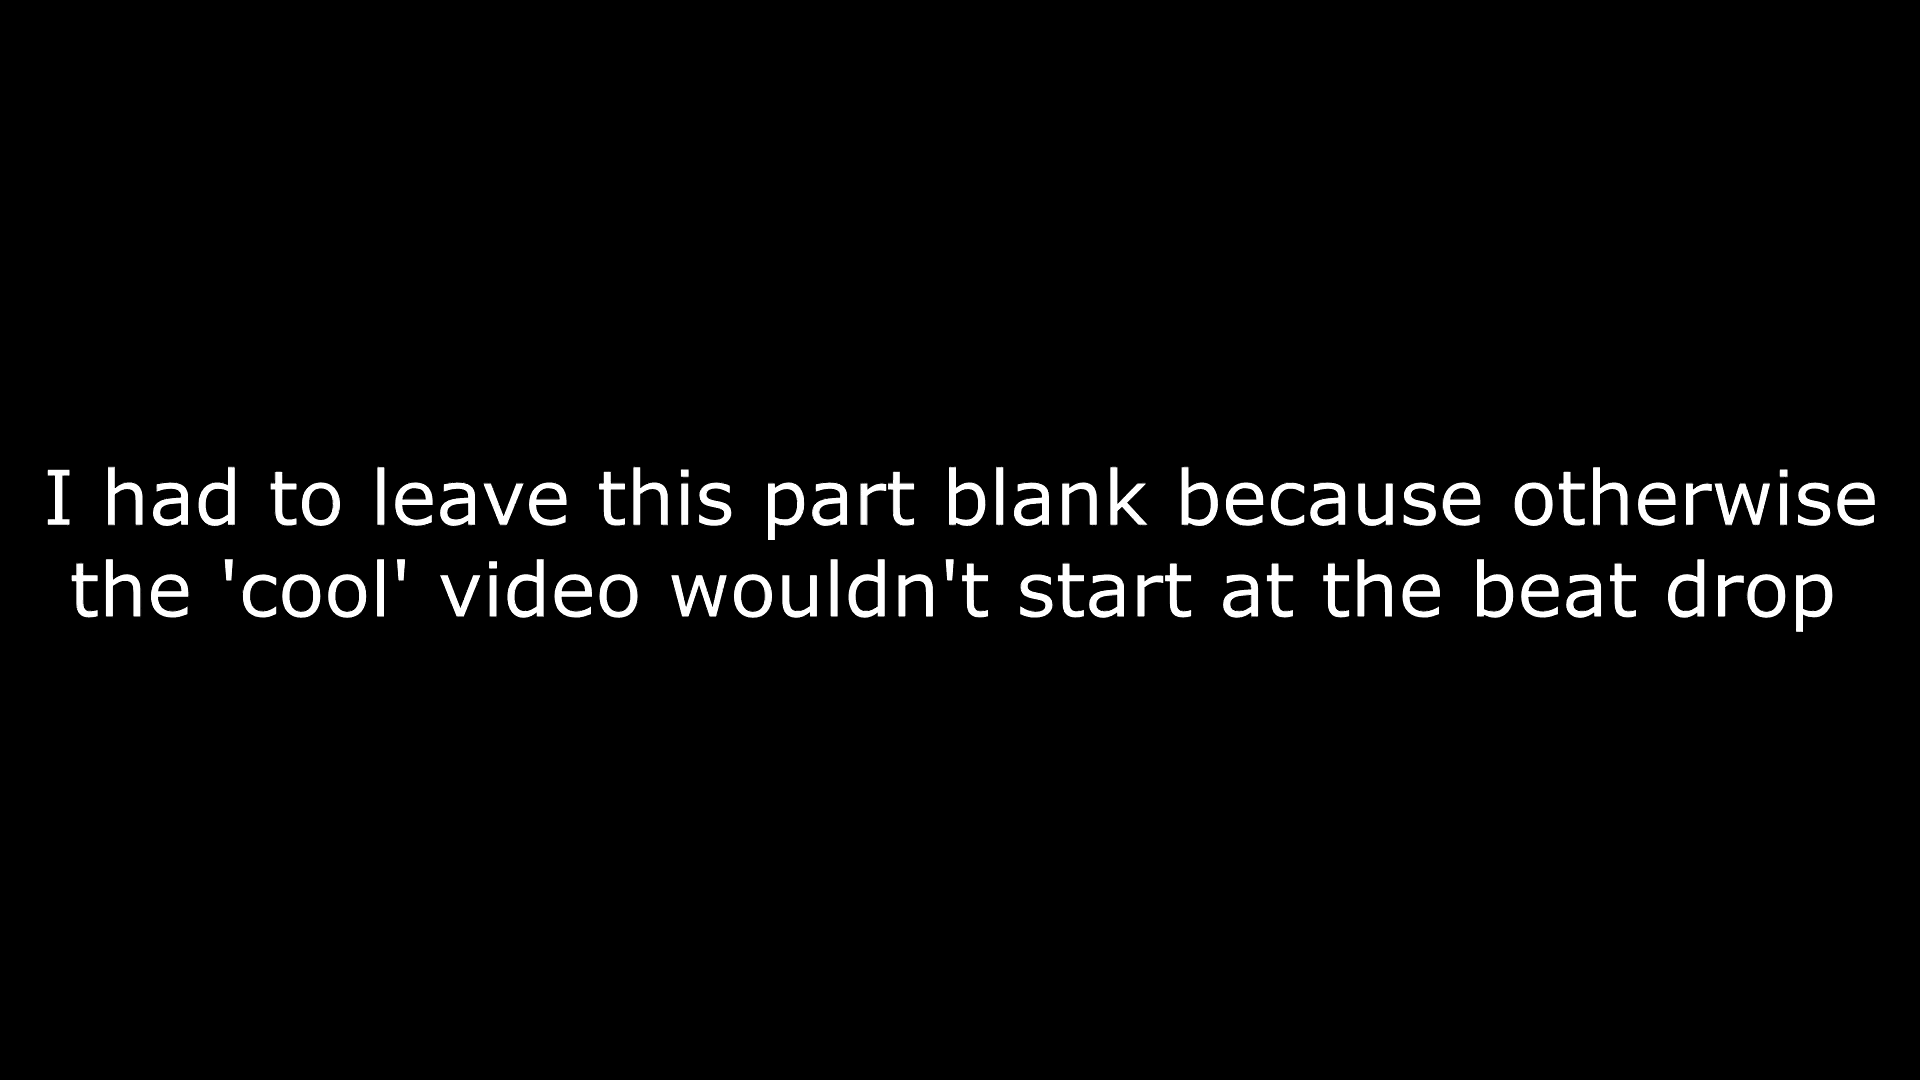 I had to leave this part blank because otherwise
the 'cool' video wouldn't start at the beat drop